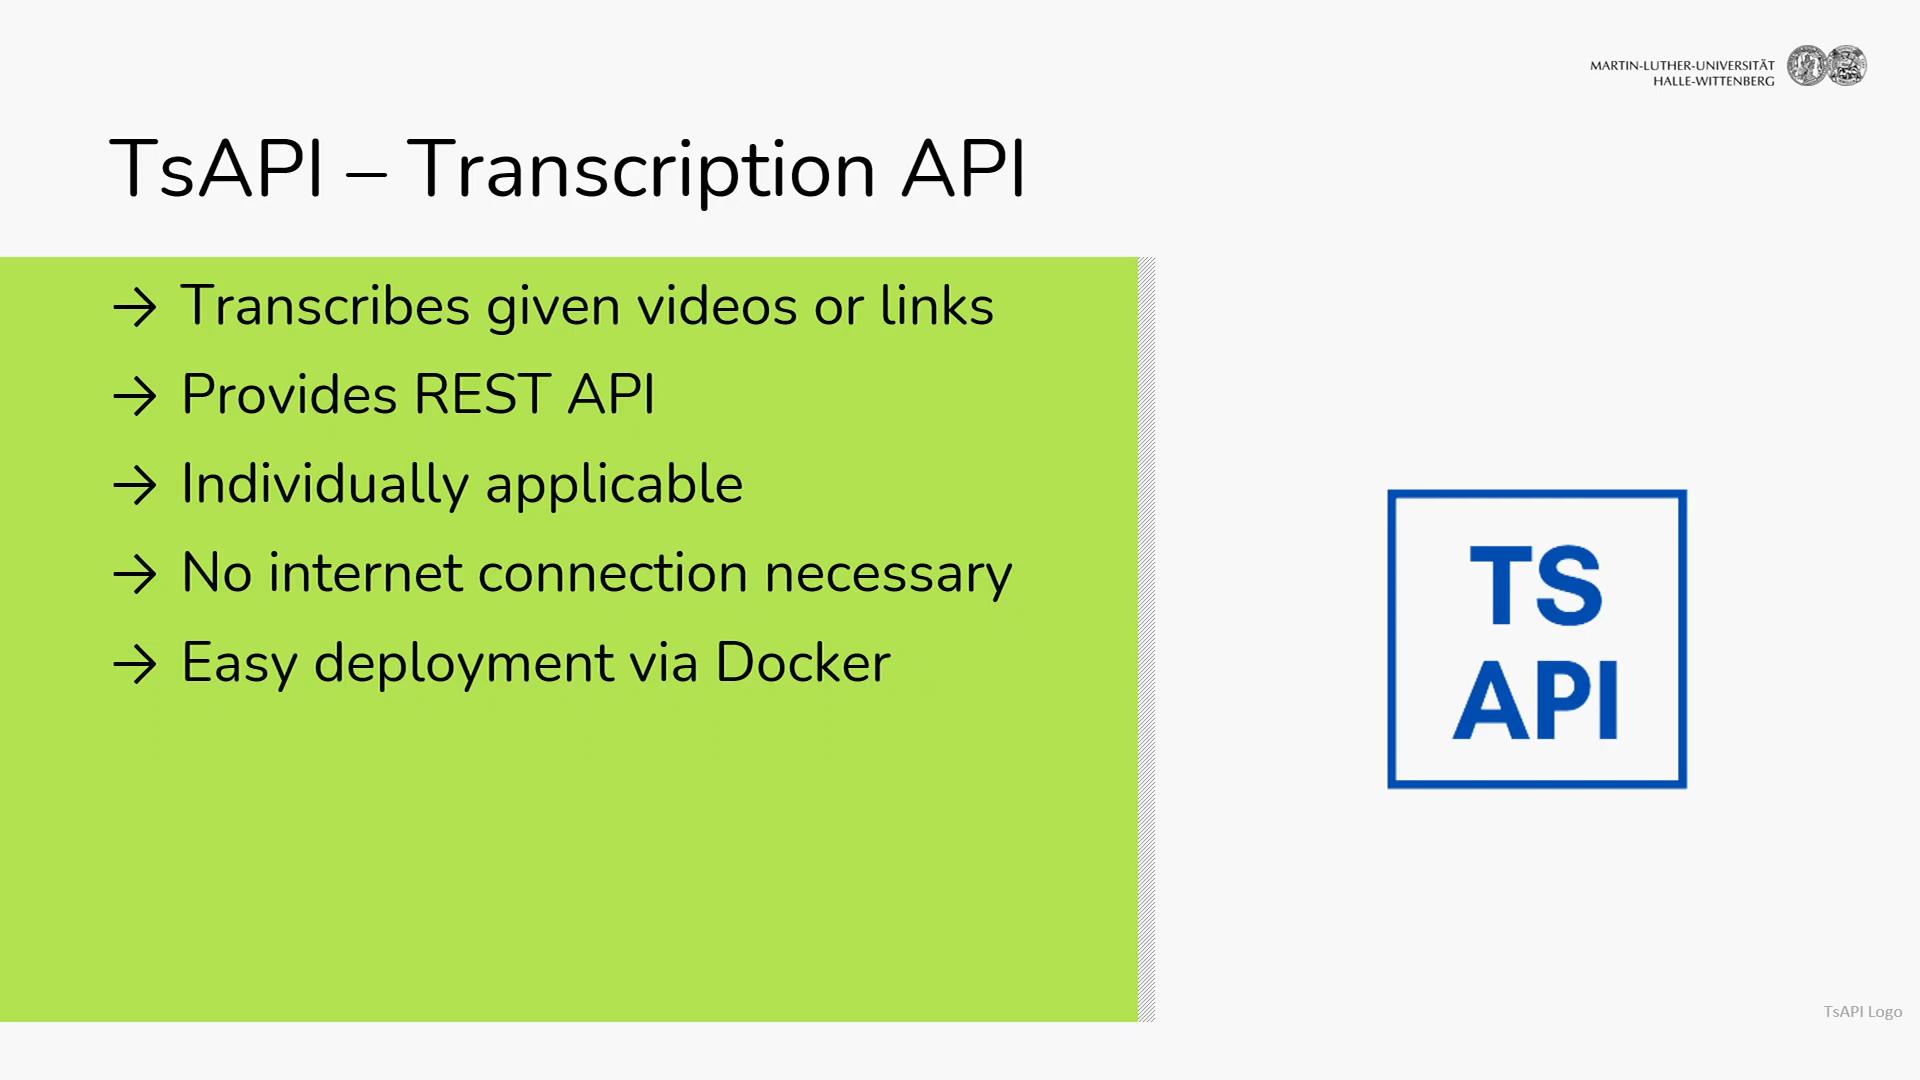 MARTIN-LUTHER-UNIVERSITÄT
HALLE-WITTENBERG
TsAPI – Transcription API
→ Transcribes given videos or links
→ Provides REST API
→ Individually applicable
→ No internet connection necessary
→ Easy deployment via Docker
TS
API
TsAPI Logo